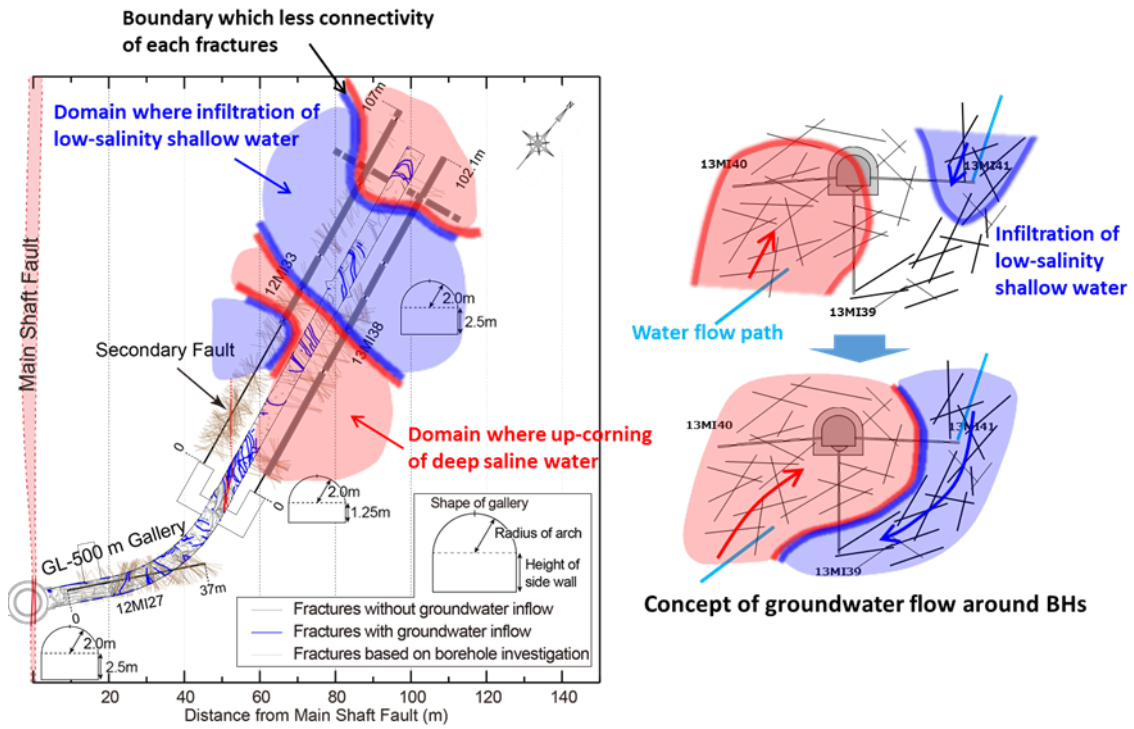 Boundary which less connectivity
of each fractures
Domain where infiltration of
low-salinity shallow water
107m
N
102.1m
Main Shaft Fault
12MI33
2.0m
2.5m
13MI38
Secondary Fault
0
Domain where up-corning
of deep saline water
0
2.0m
1.25m
GL-500 m Gallery
12MI27
37m
0
2.0m
2.5m
Shape of gallery
Radius of arch
Height of
side wall
Fractures without groundwater inflow
Fractures with groundwater inflow
Fractures based on borehole investigation
0
20
40
60
80
100
120
140
Distance from Main Shaft Fault (m)
13MI40
13MI41
13MI39
Infiltration of
low-salinity
shallow water
Water flow path
13MI40
13MI41
13MI39
Concept of groundwater flow around BHs